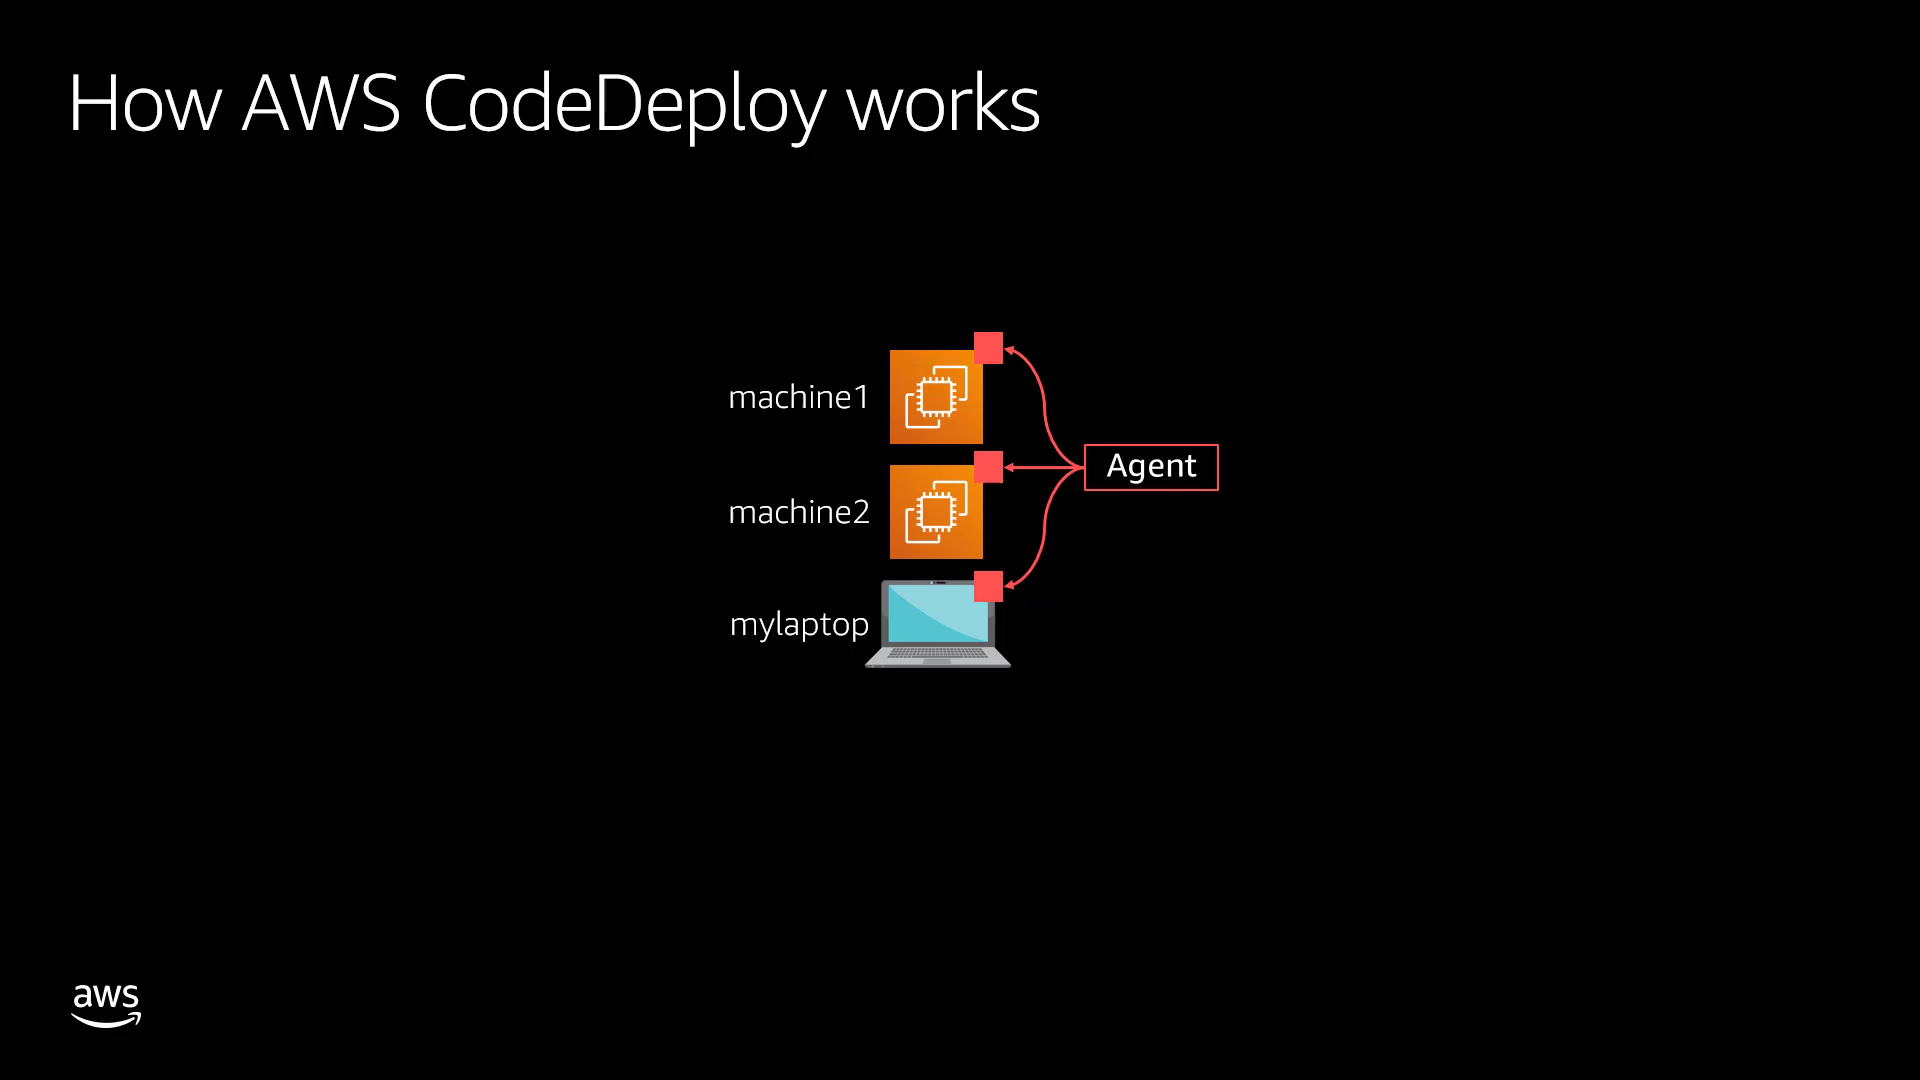 How AWS CodeDeploy works
machine1
Agent
machine2
mylaptop
aws